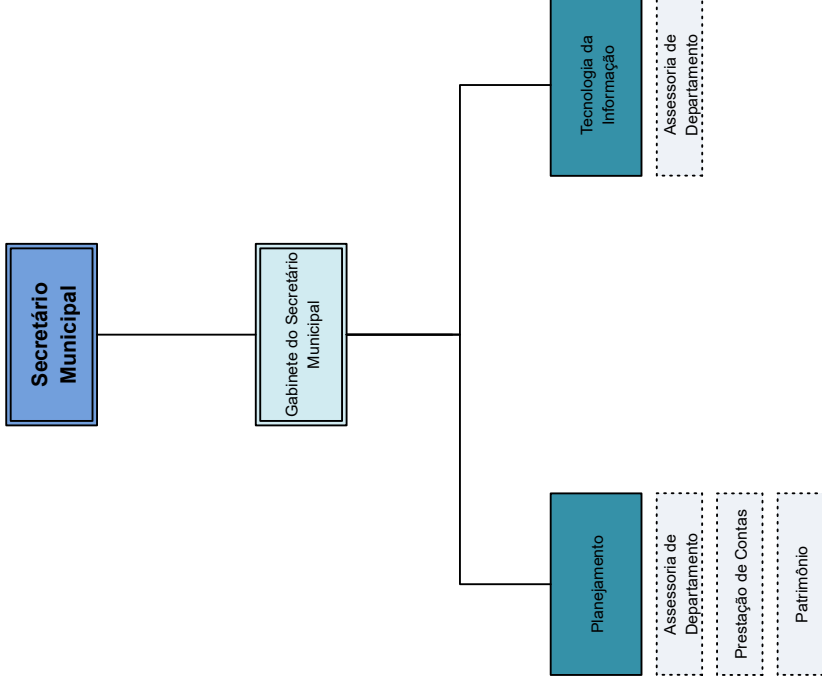 Secretário
Municipal
Gabinete do Secretário
Municipal
Planejamento
Assessoria de
Departamento
Prestação de Contas
Patrimônio
Tecnologia da
Informação
Assessoria de
Departamento